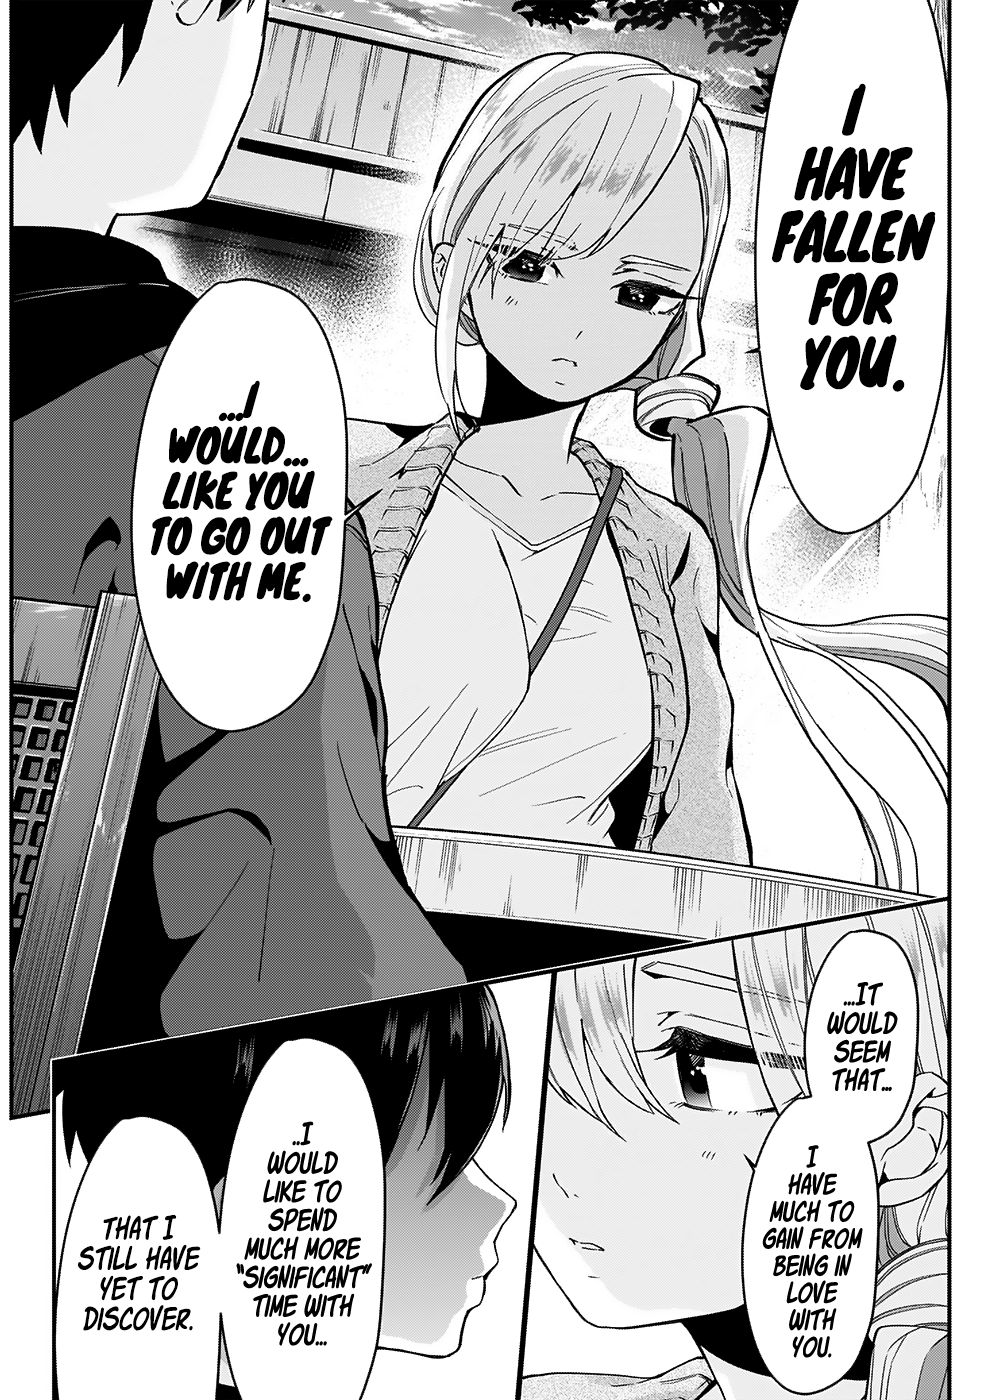 I
HAVE
FALLEN
FOR
YOU.
...I
WOULD...
LIKE YOU
TO GO OUT
WITH ME.
...IT
WOULD
SEEM
THAT...
I
HAVE
MUCH TO
GAIN FROM
BEING IN
LOVE
WITH
YOU.
..I
WOULD
LIKE TO
SPEND
MUCH MORE
"SIGNIFICANT"
TIME WITH
YOU...
THAT I
STILL HAVE
YET TO
DISCOVER.